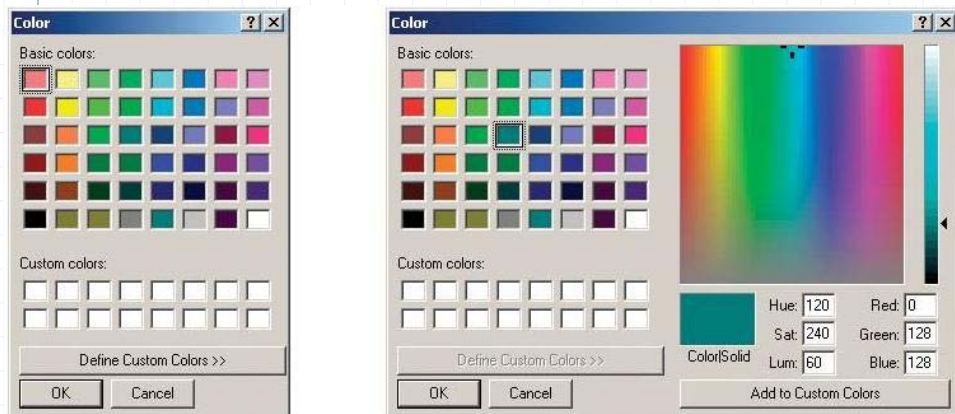 Color
Basic colors:
Custom colors:
Define Custom Colors >>
OK Cancel
Color
Basic colors:
Custom colors:
Define Custom Colors >>
OK Cancel
Color|Solid
Hue: 120 Red: 0
Sat: 240 Green: 128
Lum: 60 Blue: 128
Add to Custom Colors